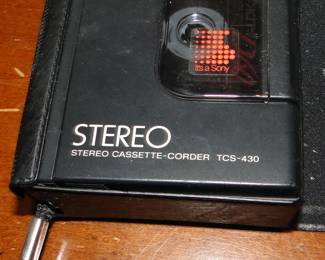 It's a Sony
STEREO
STEREO CASSETTE-CORDER TCS-430